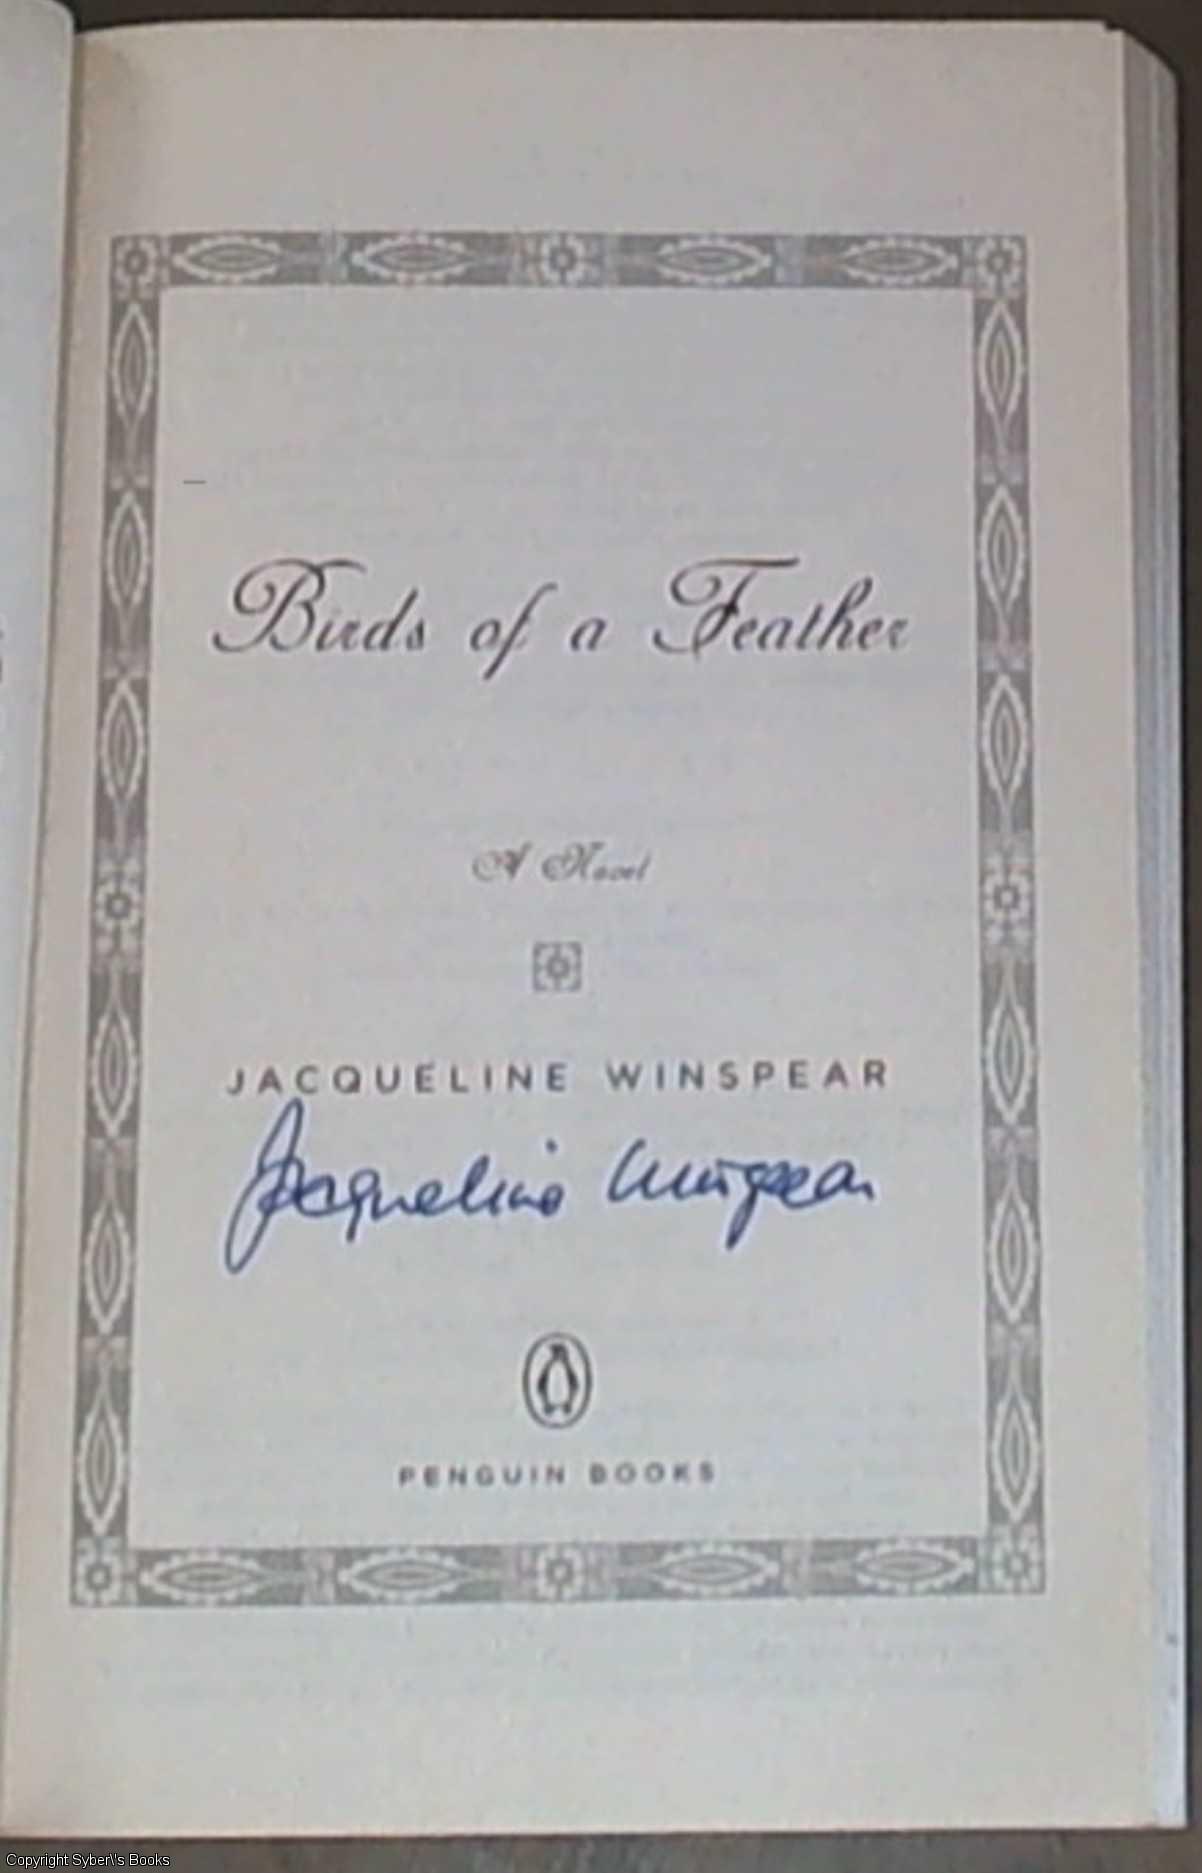 Birds of a Feather
A Novel
JACQUELINE WINSPEAR
Jacqueline Winspear
PENGUIN BOOKS
Copyright Syber\'s Books